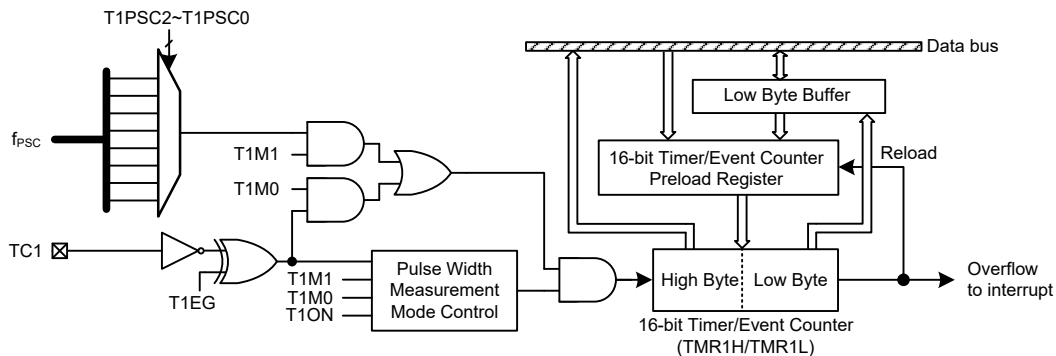 T1PSC2~T1PSC0
Data bus
Low Byte Buffer
fPSC
T1M1
16-bit Timer/Event Counter
Preload Register
Reload
T1M0
TC1
T1EG
T1M1
T1M0
T1ON
Pulse Width
Measurement
Mode Control
High Byte
Low Byte
Overflow
to interrupt
16-bit Timer/Event Counter
(TMR1H/TMR1L)